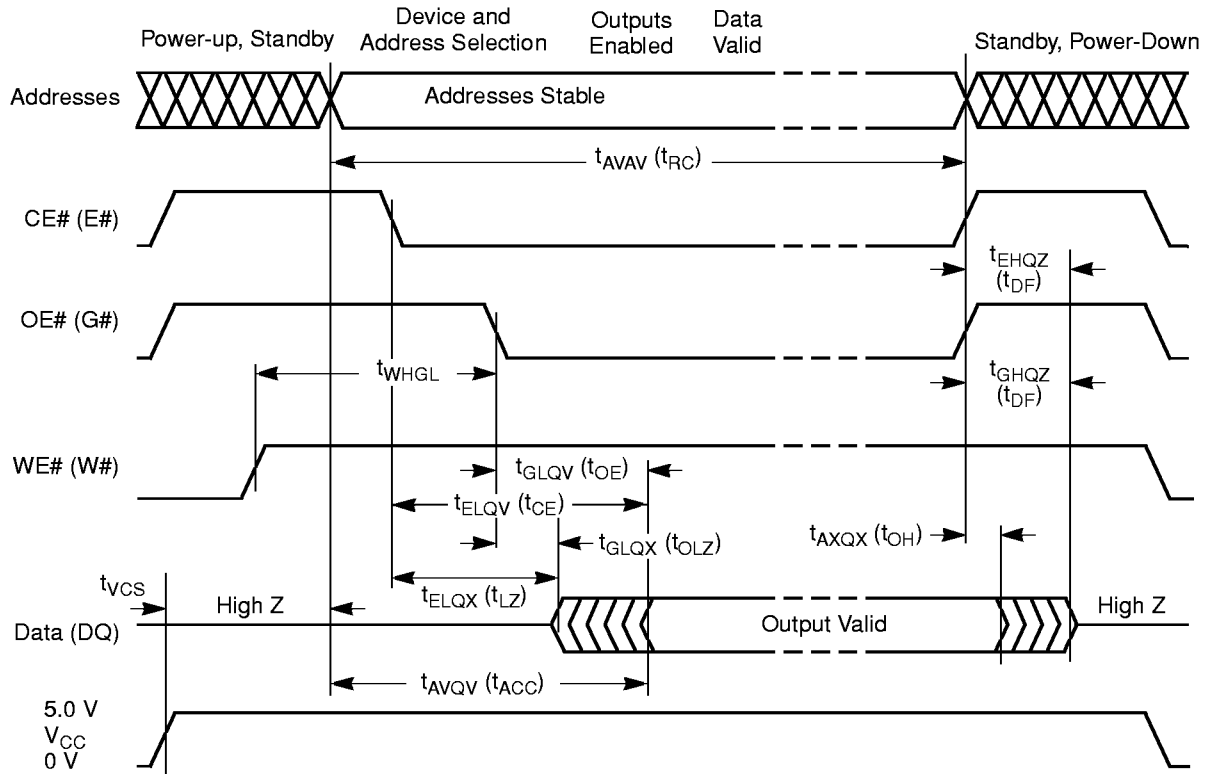 Power-up, Standby
Device and
Address Selection
Outputs
Enabled
Data
Valid
Standby, Power-Down
Addresses
Addresses Stable
tAVAV (tRC)
CE# (E#)
tEHQZ
(tDF)
OE# (G#)
tWHGL
tGHQZ
(tDF)
WE# (W#)
tGLQV (tOE)
tELQV (tCE)
tGLQX (tOLZ)
tAXQX (tOH)
tVCS
tELQX (tLZ)
High Z
Data (DQ)
Output Valid
High Z
tAVQV (tACC)
5.0 V
VCC
0 V